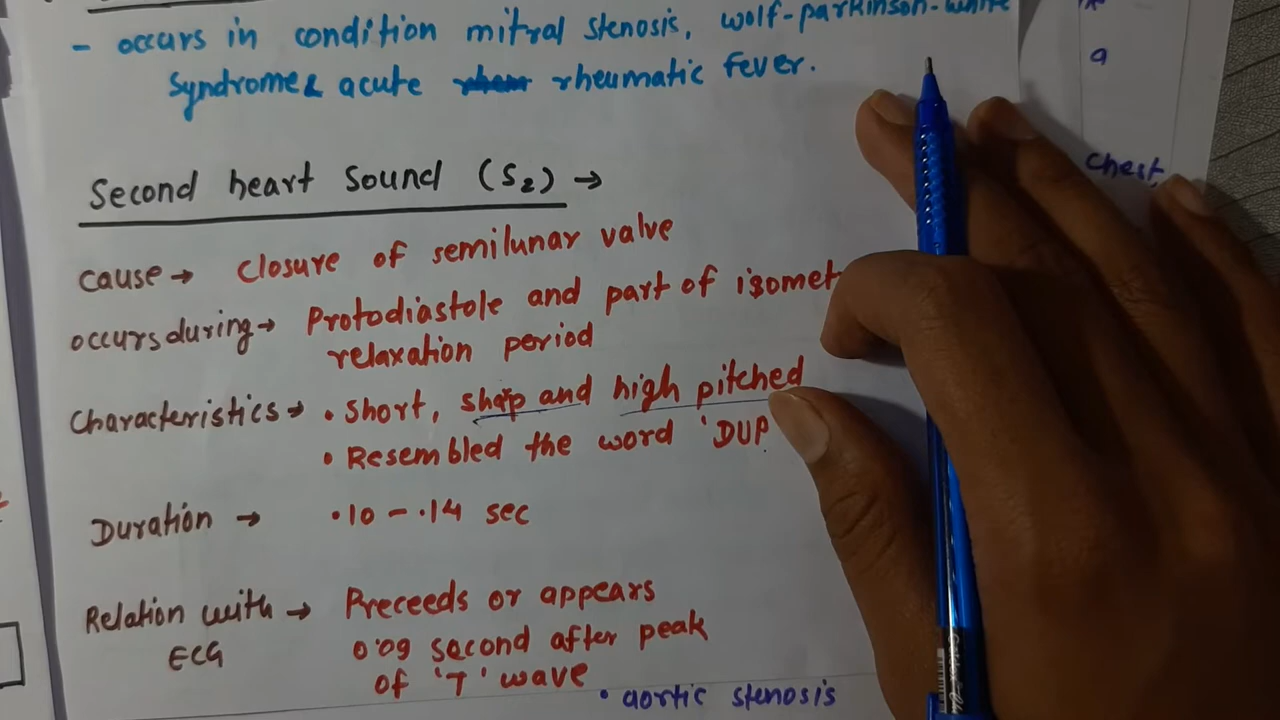 - occurs in condition mitral stenosis, wolf-parkinson-white
syndrome & acute rheumatic fever.
Second heart Sound (S₂) →
cause → closure of semilunar valve
occurs during → Protodiastole and part of isomet
relaxation period
Characteristics → • Short, sharp and high pitched
• Resembled the word 'DUP
Duration → .10 - .14 sec
Relation with → Preceeds or appears
ECG 0.09 second after peak
of 'T' wave
• aortic stenosis
a
chest,